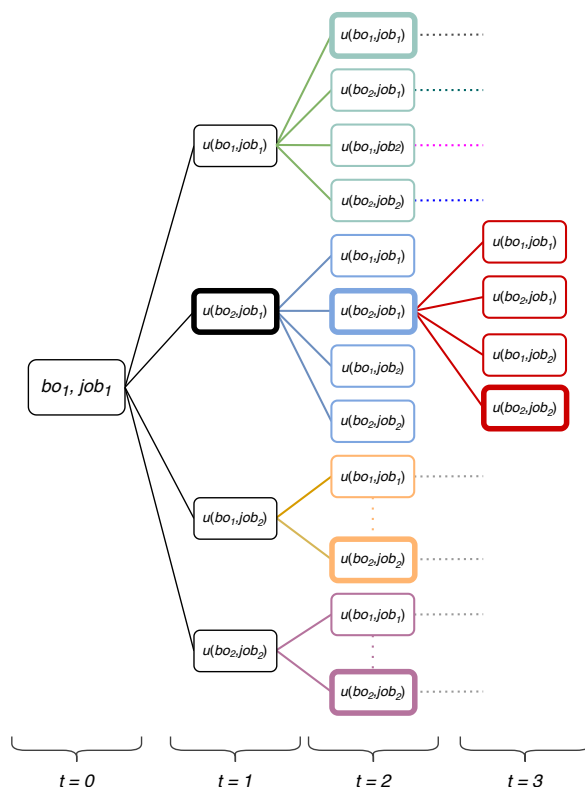 u(bo₁,job₁)
u(bo₂,job₁)
u(bo₁,job₂)
u(bo₂,job₂)
u(bo₁,job₁)
u(bo₁,job₁)
u(bo₂,job₁)
u(bo₁,job₂)
u(bo₂,job₂)
u(bo₂,job₁)
u(bo₁,job₁)
u(bo₂,job₁)
u(bo₁,job₂)
u(bo₂,job₂)
bo₁, job₁
u(bo₁,job₁)
u(bo₂,job₂)
u(bo₁,job₂)
u(bo₁,job₁)
u(bo₂,job₂)
u(bo₂,job₂)
t = 0
t = 1
t = 2
t = 3